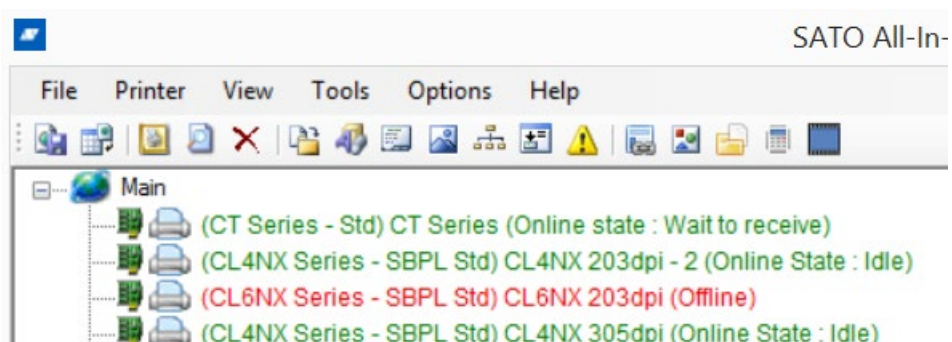 SATO All-In-
File Printer View Tools Options Help
Main
(CT Series - Std) CT Series (Online state : Wait to receive)
(CL4NX Series - SBPL Std) CL4NX 203dpi - 2 (Online State : Idle)
(CL6NX Series - SBPL Std) CL6NX 203dpi (Offline)
(CL4NX Series - SBPL Std) CL4NX 305dpi (Online State : Idle)